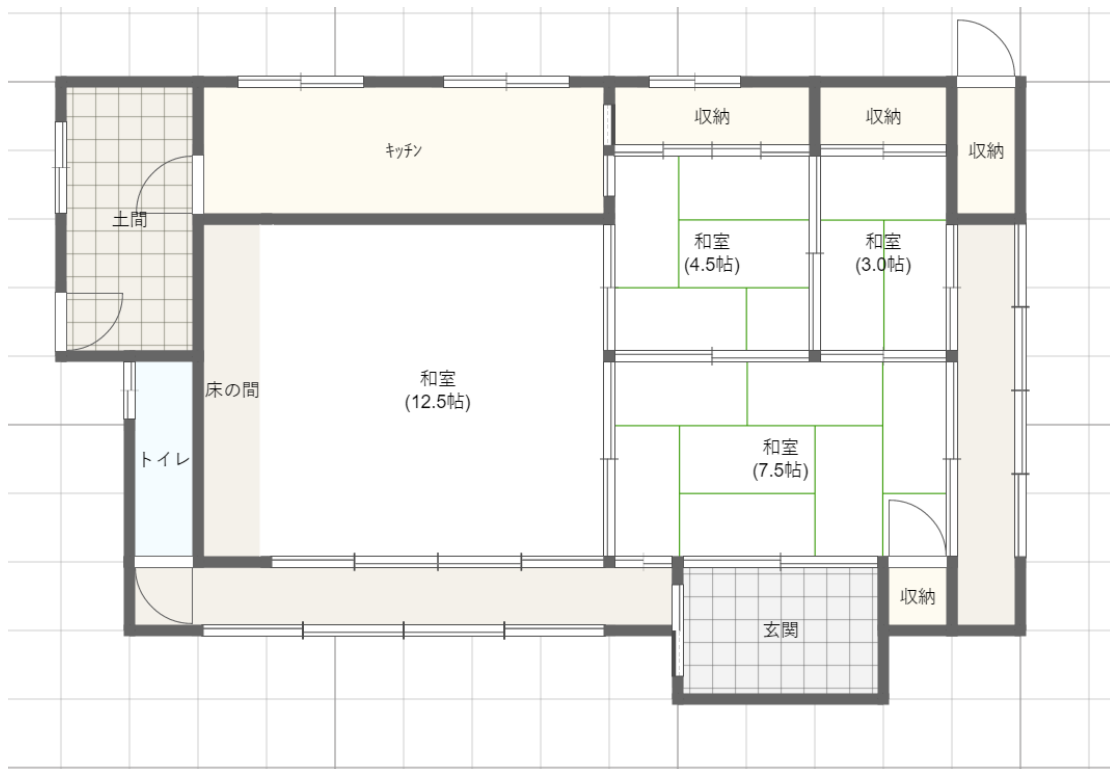 収納
収納
収納
ｷｯﾁﾝ
土間
和室
(4.5帖)
和室
(3.0帖)
床の間
和室
(12.5帖)
トイレ
和室
(7.5帖)
収納
玄関